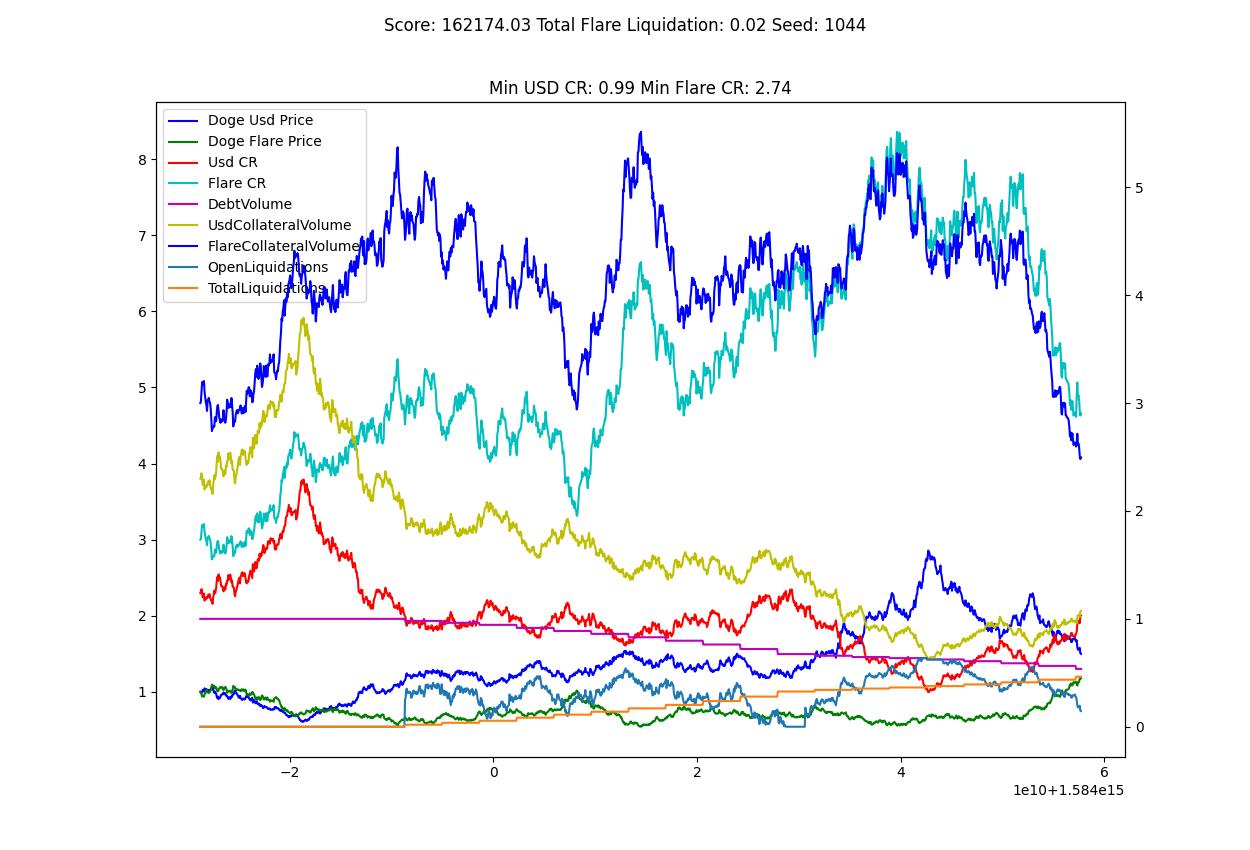 Score: 162174.03 Total Flare Liquidation: 0.02 Seed: 1044
Min USD CR: 0.99 Min Flare CR: 2.74
Doge Usd Price
Doge Flare Price
Usd CR
Flare CR
DebtVolume
UsdCollateralVolume
FlareCollateralVolume
OpenLiquidations
TotalLiquidations
8
7
6
5
4
3
2
1
5
4
3
2
1
0
−2
0
2
4
6
1e10+1.584e15